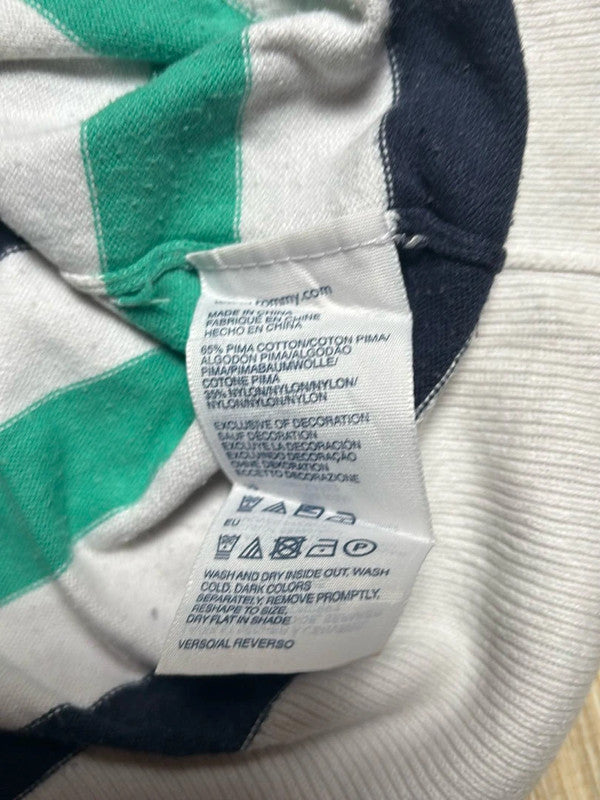 tommy.com
MADE IN CHINA
FABRIQUÉ EN CHINE
HECHO EN CHINA
65% PIMA COTTON/COTON PIMA/
ALGODÓN PIMA/ALGODÃO
PIMA/PIMABAUMWOLLE/
COTONE PIMA
35% NYLON/NYLON/NYLON/
NYLON/NYLON/NYLON
EXCLUSIVE OF DECORATION
SAUF DÉCORATION
EXCLUYE LA DECORACIÓN
EXCLUINDO DECORAÇÃO
OHNE DEKORATION
ECCETTO DECORAZIONE
EU
WASH AND DRY INSIDE OUT. WASH
COLD. DARK COLORS
SEPARATELY. REMOVE PROMPTLY.
RESHAPE TO SIZE.
DRY FLAT IN SHADE
VERSO/AL REVERSO